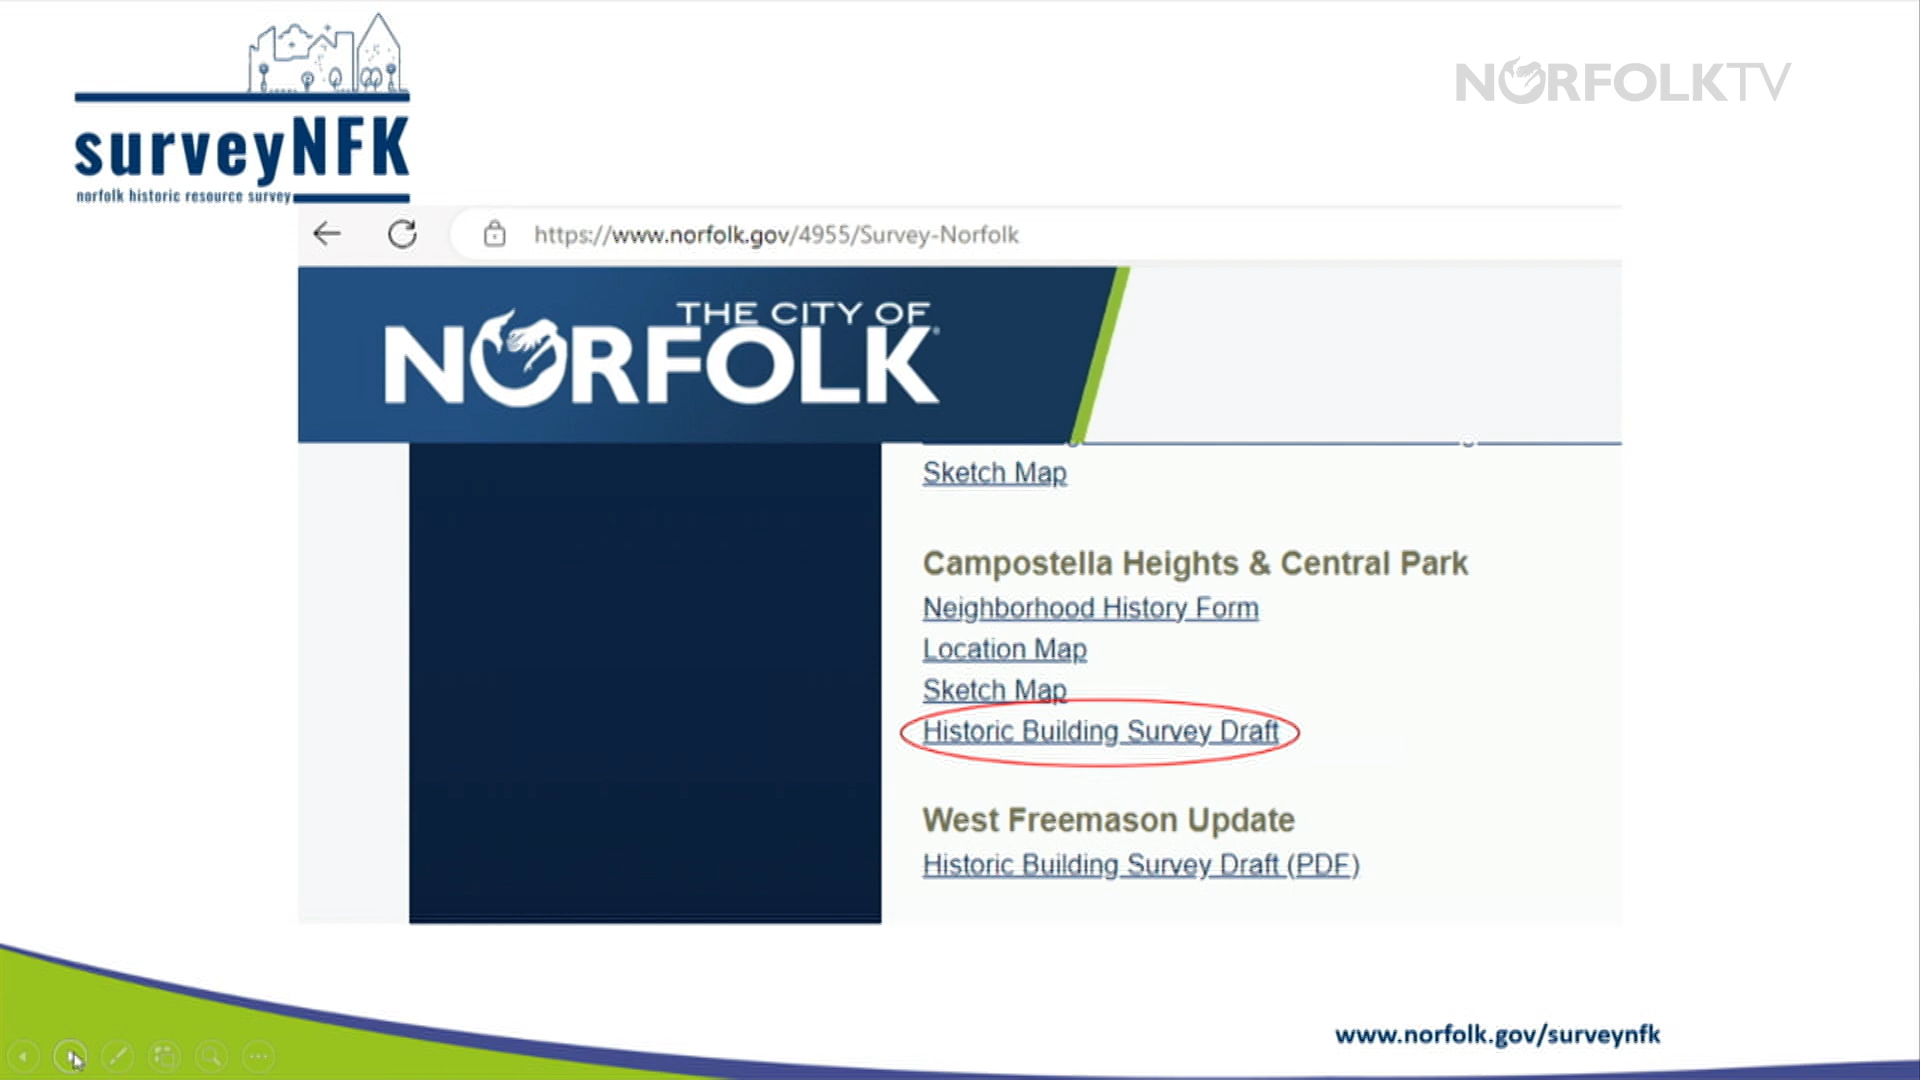 surveyNFK
norfolk historic resource survey
NORFOLKTV
https://www.norfolk.gov/4955/Survey-Norfolk
THE CITY OF
NORFOLK
Sketch Map
Campostella Heights & Central Park
Neighborhood History Form
Location Map
Sketch Map
Historic Building Survey Draft
West Freemason Update
Historic Building Survey Draft (PDF)
www.norfolk.gov/surveynfk